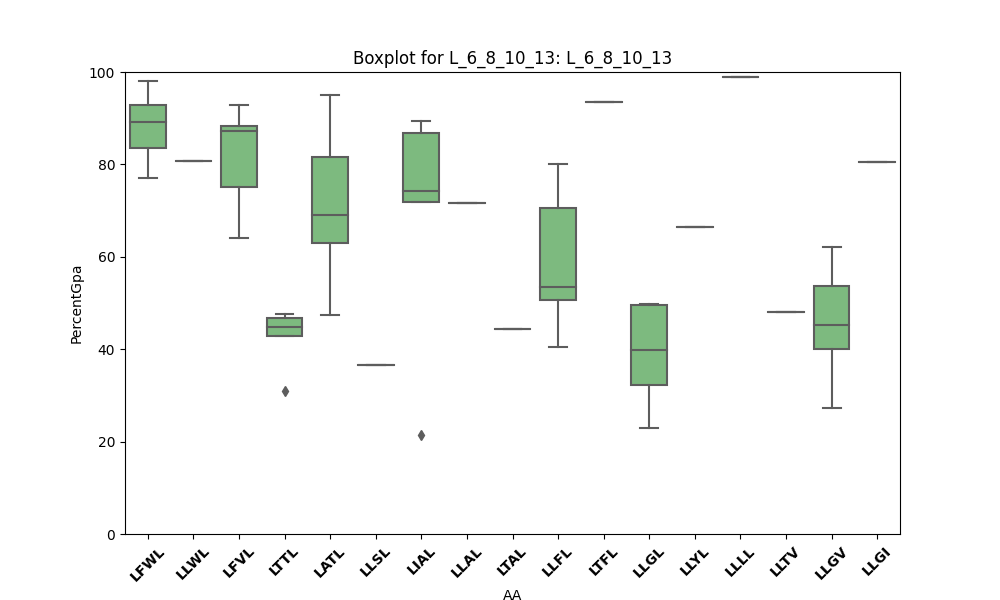 Boxplot for L_6_8_10_13: L_6_8_10_13
PercentGpa
100
80
60
40
20
0
LFWL LLWL LFVL LTTL LATL LLSL LIAL LLAL LTAL LLFL LTFL LLGL LLYL LLLL LLTV LLGV LLGI
AA